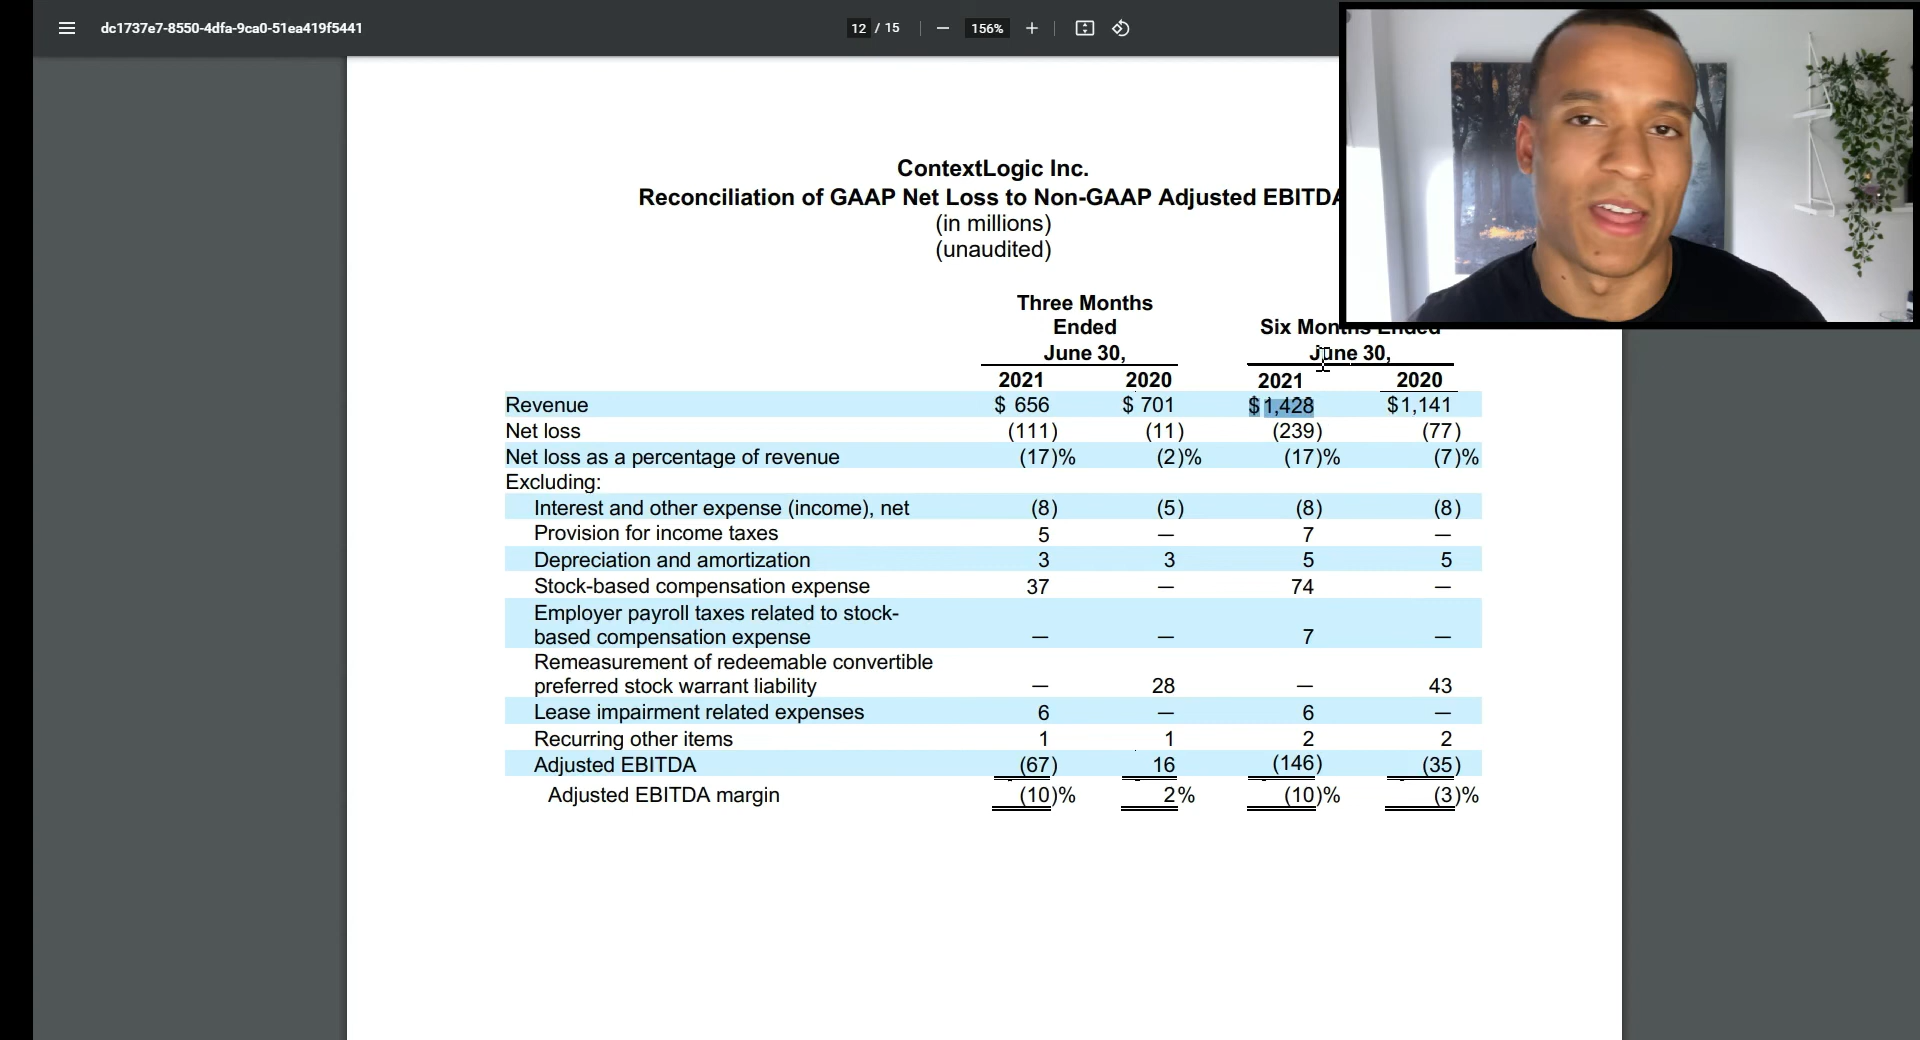 dc1737e7-8550-4dfa-9ca0-51ea419f5441
12 / 15
156%
ContextLogic Inc.
Reconciliation of GAAP Net Loss to Non-GAAP Adjusted EBITDA
(in millions)
(unaudited)
Three Months
Ended
June 30,
Six Months Ended
June 30,
2021 2020 2021 2020
Revenue $ 656 $ 701 $ 1,428 $1,141
Net loss (111) (11) (239) (77)
Net loss as a percentage of revenue (17)% (2)% (17)% (7)%
Excluding:
Interest and other expense (income), net (8) (5) (8) (8)
Provision for income taxes 5 — 7 —
Depreciation and amortization 3 3 5 5
Stock-based compensation expense 37 — 74 —
Employer payroll taxes related to stock-
based compensation expense — — 7 —
Remeasurement of redeemable convertible
preferred stock warrant liability — 28 — 43
Lease impairment related expenses 6 — 6 —
Recurring other items 1 1 2 2
Adjusted EBITDA (67) 16 (146) (35)
Adjusted EBITDA margin (10)% 2% (10)% (3)%